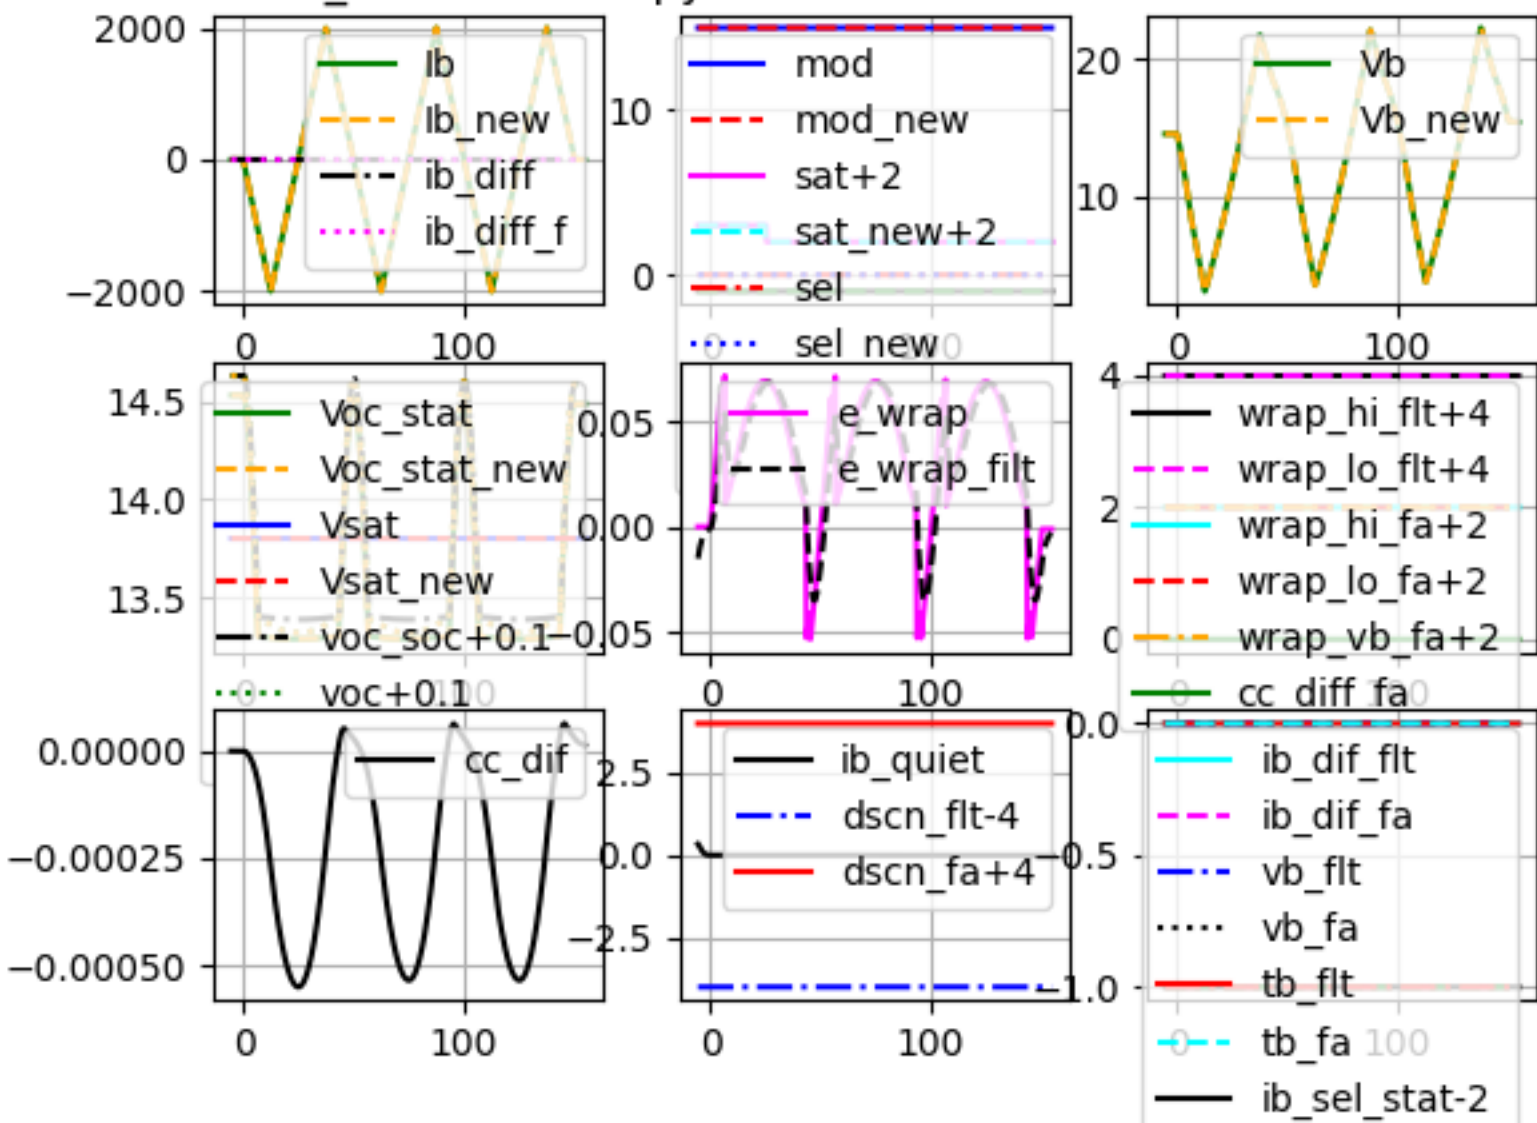 2000
0
−2000
Ib
Ib_new
ib_diff
ib_diff_f
0
100
10
0
mod
mod_new
sat+2
sat_new+2
sel
sel_new
0
20
10
Vb
Vb_new
0
100
14.5
14.0
13.5
Voc_stat
Voc_stat_new
Vsat
Vsat_new
voc_soc+0.1
voc+0.1
0.05
0.00
−0.05
e_wrap
e_wrap_filt
0
100
4
2
0
wrap_hi_flt+4
wrap_lo_flt+4
wrap_hi_fa+2
wrap_lo_fa+2
wrap_vb_fa+2
cc_diff_fa
0.00000
−0.00025
−0.00050
cc_dif
0
100
2.5
0.0
−2.5
ib_quiet
dscn_flt-4
dscn_fa+4
0
100
0.0
−0.5
−1.0
ib_dif_flt
ib_dif_fa
vb_flt
vb_fa
tb_flt
tb_fa
ib_sel_stat-2
0
100